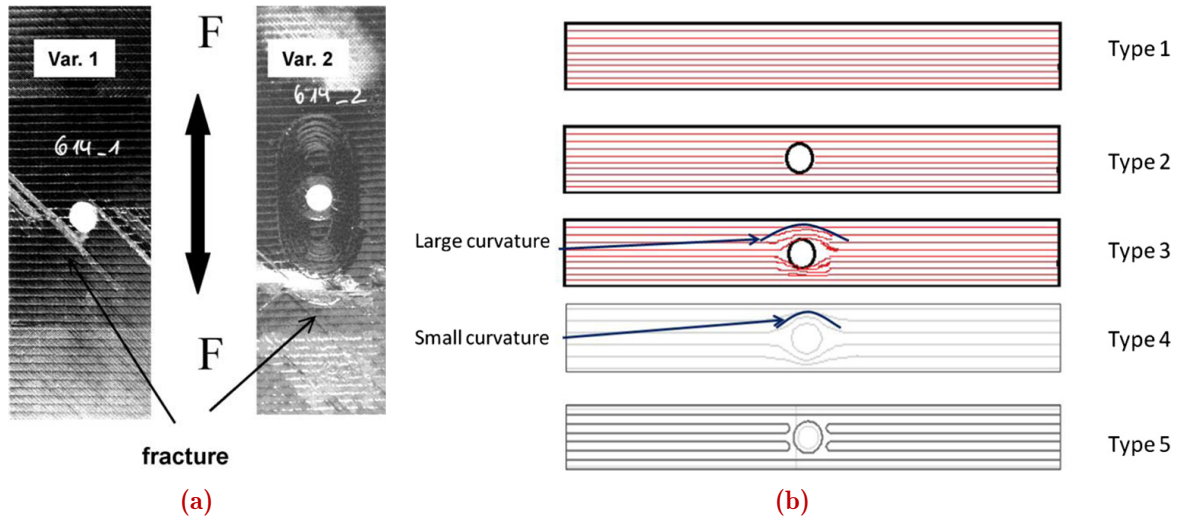 F
Var. 1
Var. 2
614_1
614_2
F
fracture
(a)
Type 1
Type 2
Large curvature
Type 3
Small curvature
Type 4
Type 5
(b)